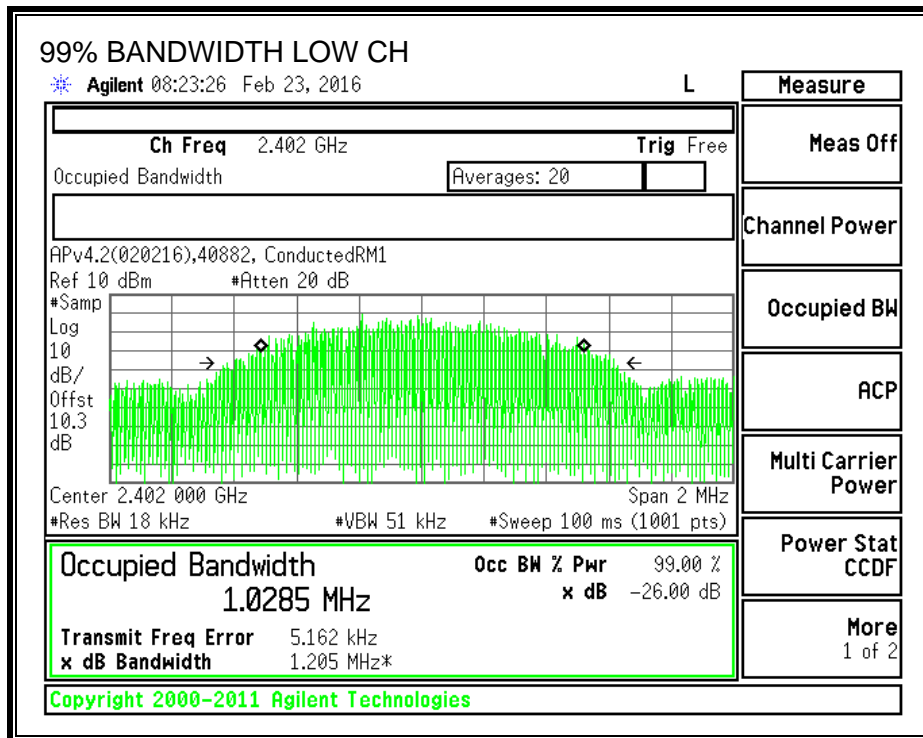 99% BANDWIDTH LOW CH
Agilent 08:23:26 Feb 23, 2016 L
Measure
Ch Freq 2.402 GHz Trig Free
Meas Off
Occupied Bandwidth Averages: 20
Channel Power
APv4.2(020216),40882, ConductedRM1
Ref 10 dBm #Atten 20 dB
#Samp
Log
10
dB/
Offst
10.3
dB
Occupied BW
ACP
Multi Carrier
Power
Center 2.402 000 GHz Span 2 MHz
#Res BW 18 kHz #VBW 51 kHz #Sweep 100 ms (1001 pts)
Power Stat
CCDF
Occupied Bandwidth Occ BW % Pwr 99.00 %
1.0285 MHz x dB -26.00 dB
Transmit Freq Error 5.162 kHz
x dB Bandwidth 1.205 MHz*
More
1 of 2
Copyright 2000-2011 Agilent Technologies